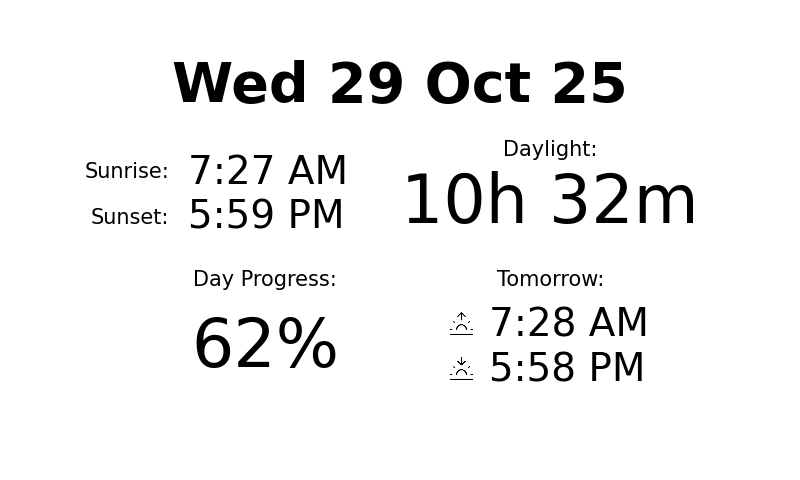 Wed 29 Oct 25
Sunrise: 7:27 AM
Sunset: 5:59 PM
Daylight:
10h 32m
Day Progress:
62%
Tomorrow:
7:28 AM
5:58 PM